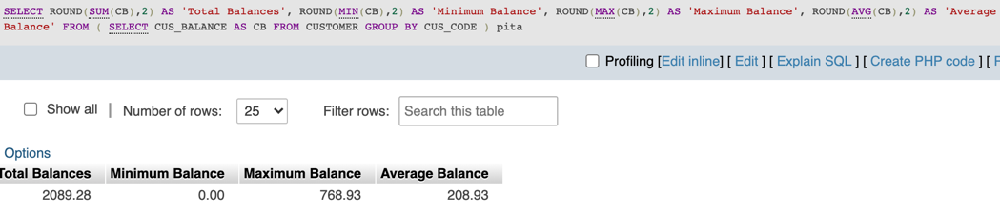 SELECT ROUND(SUM(CB),2) AS 'Total Balances', ROUND(MIN(CB),2) AS 'Minimum Balance', ROUND(MAX(CB),2) AS 'Maximum Balance', ROUND(AVG(CB),2) AS 'Average
Balance' FROM ( SELECT CUS_BALANCE AS CB FROM CUSTOMER GROUP BY CUS_CODE ) pita
Profiling [Edit inline] [ Edit ] [ Explain SQL ] [ Create PHP code ] [
Show all | Number of rows: 25 Filter rows: Search this table
Options
Total Balances Minimum Balance Maximum Balance Average Balance
2089.28 0.00 768.93 208.93